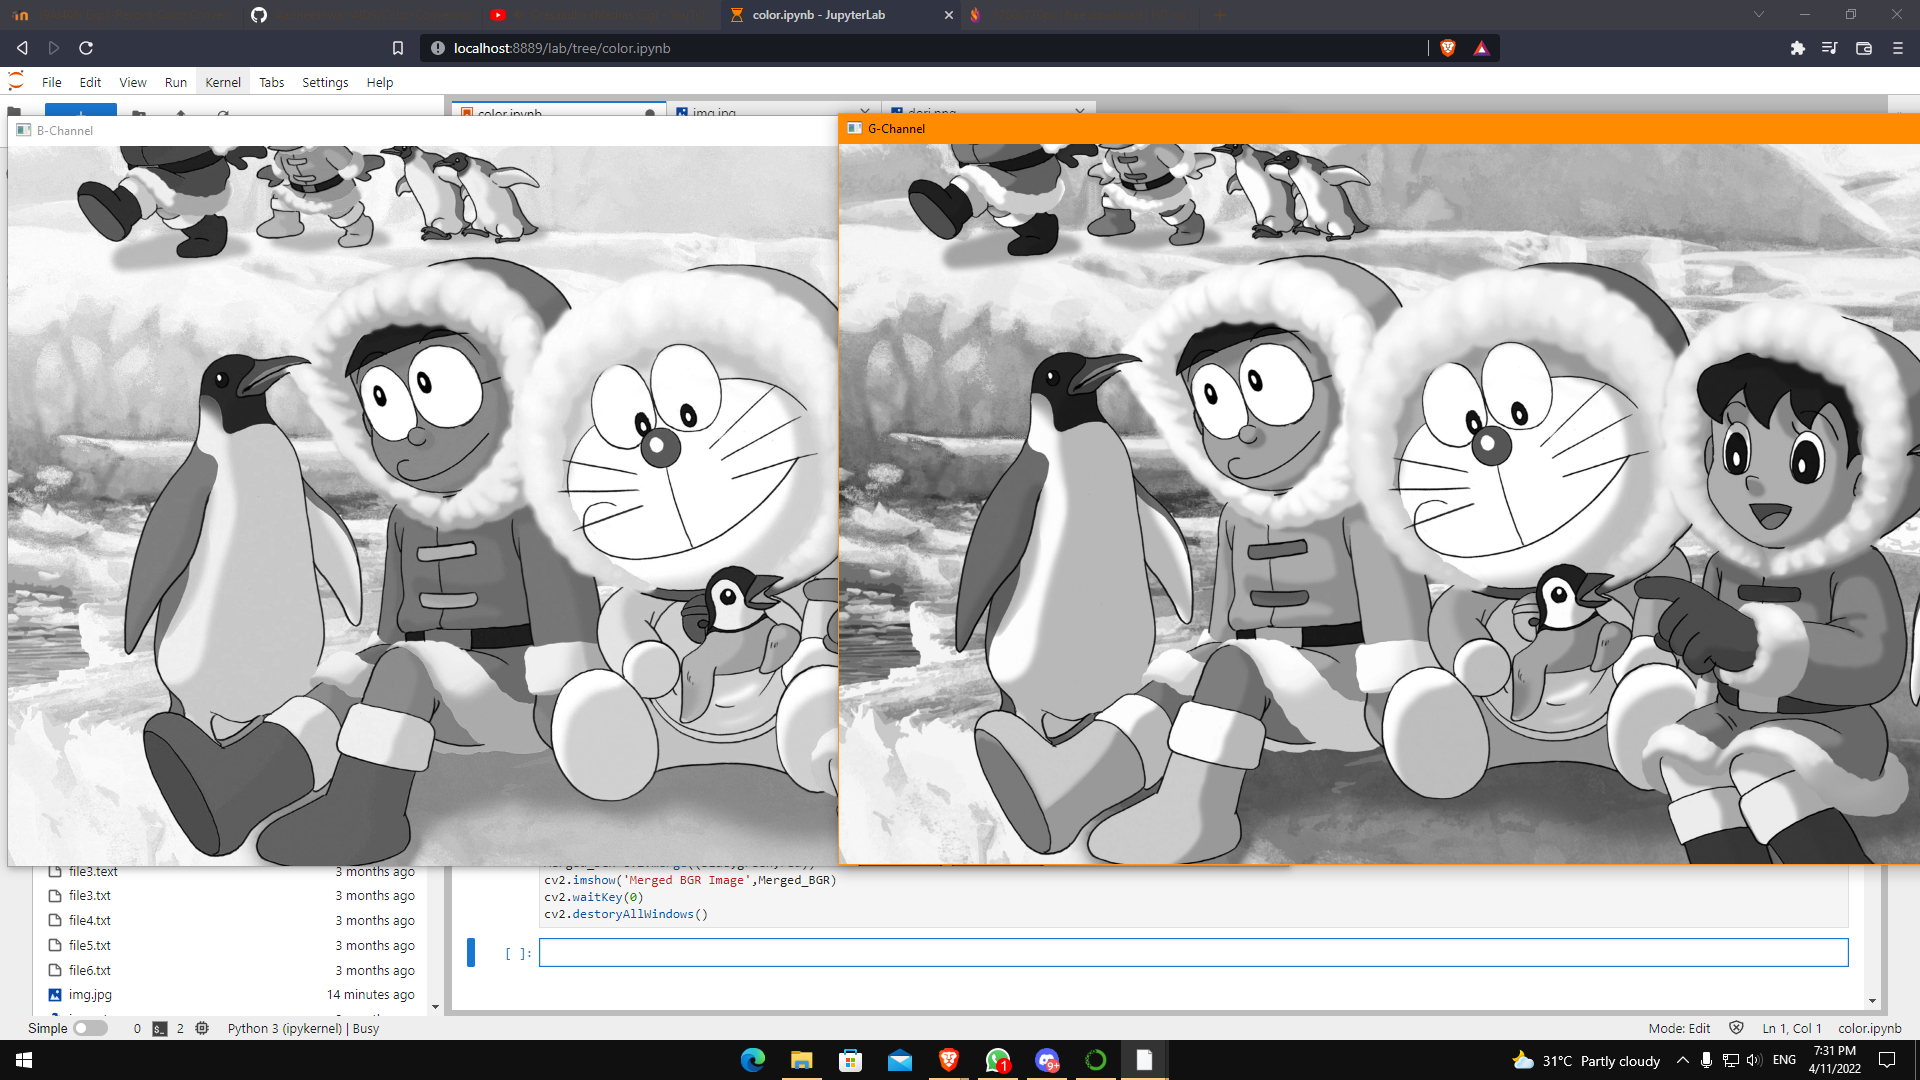 color.ipynb - JupyterLab
localhost:8889/lab/tree/color.ipynb
File Edit View Run Kernel Tabs Settings Help
color.ipynb img.jpg dori.png
B-Channel
G-Channel
cv2.imshow('Merged BGR Image',Merged_BGR)
cv2.waitKey(0)
cv2.destoryAllWindows()
[ ]:
file3.text 3 months ago
file3.txt 3 months ago
file4.txt 3 months ago
file5.txt 3 months ago
file6.txt 3 months ago
img.jpg 14 minutes ago
Simple 0 2 Python 3 (ipykernel) | Busy
Mode: Edit Ln 1, Col 1 color.ipynb
1
9+
31°C Partly cloudy
ENG
7:31 PM
4/11/2022